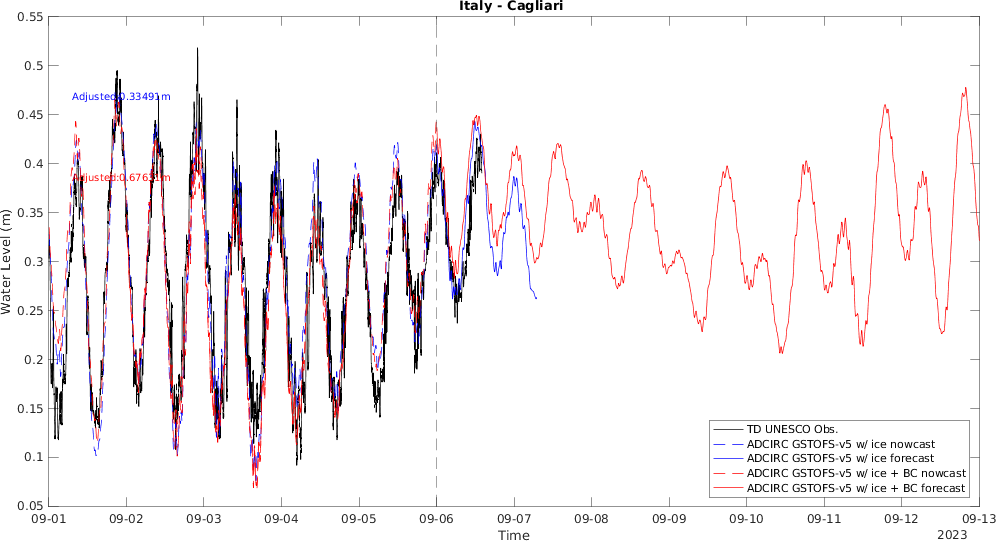 Italy - Cagliari
0.55
0.5
0.45
0.4
0.35
0.3
0.25
0.2
0.15
0.1
0.05
Water Level (m)
Adjusted:0.33491m
TD UNESCO Obs.
ADCIRC GSTOFS-v5 w/ ice nowcast
ADCIRC GSTOFS-v5 w/ ice forecast
ADCIRC GSTOFS-v5 w/ ice + BC nowcast
ADCIRC GSTOFS-v5 w/ ice + BC forecast
09-01 09-02 09-03 09-04 09-05 09-06 09-07 09-08 09-09 09-10 09-11 09-12 09-13
Time
2023